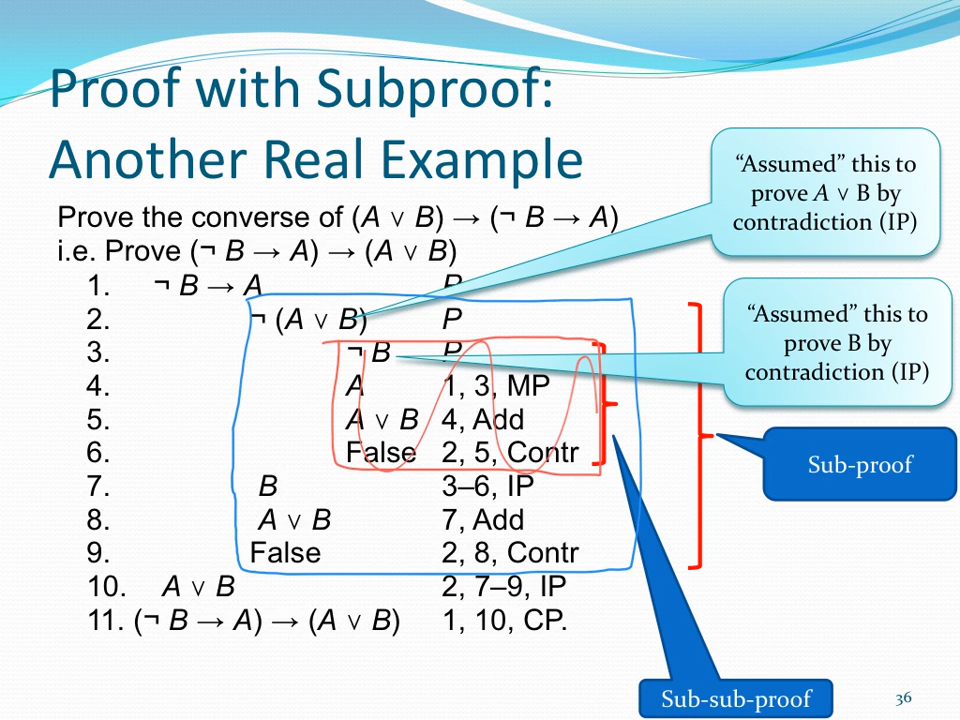 Proof with Subproof:
Another Real Example
Prove the converse of (A ∨ B) → (¬ B → A)
i.e. Prove (¬ B → A) → (A ∨ B)
1. ¬ B → A P
2. ¬ (A ∨ B) P
3. ¬ B P
4. A 1, 3, MP
5. A ∨ B 4, Add
6. False 2, 5, Contr
7. B 3–6, IP
8. A ∨ B 7, Add
9. False 2, 8, Contr
10. A ∨ B 2, 7–9, IP
11. (¬ B → A) → (A ∨ B) 1, 10, CP.
“Assumed” this to
prove A ∨ B by
contradiction (IP)
“Assumed” this to
prove B by
contradiction (IP)
Sub-proof
Sub-sub-proof
36